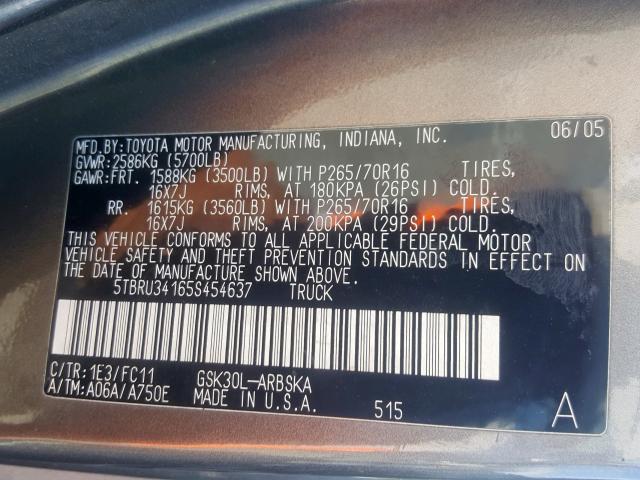 MFD.BY:TOYOTA MOTOR MANUFACTURING, INDIANA, INC. 06/05
GVWR:2586KG (5700LB)
GAWR:FRT. 1588KG (3500LB) WITH P265/70R16 TIRES,
16X7J RIMS, AT 180KPA (26PSI) COLD.
RR. 1615KG (3560LB) WITH P265/70R16 TIRES,
16X7J RIMS, AT 200KPA (29PSI) COLD.
THIS VEHICLE CONFORMS TO ALL APPLICABLE FEDERAL MOTOR
VEHICLE SAFETY AND THEFT PREVENTION STANDARDS IN EFFECT ON
THE DATE OF MANUFACTURE SHOWN ABOVE.
5TBRU34165S454637 TRUCK
C/TR:1E3/FC11 GSK30L-ARBSKA
A/TM:A06A/A750E MADE IN U.S.A. 515 A